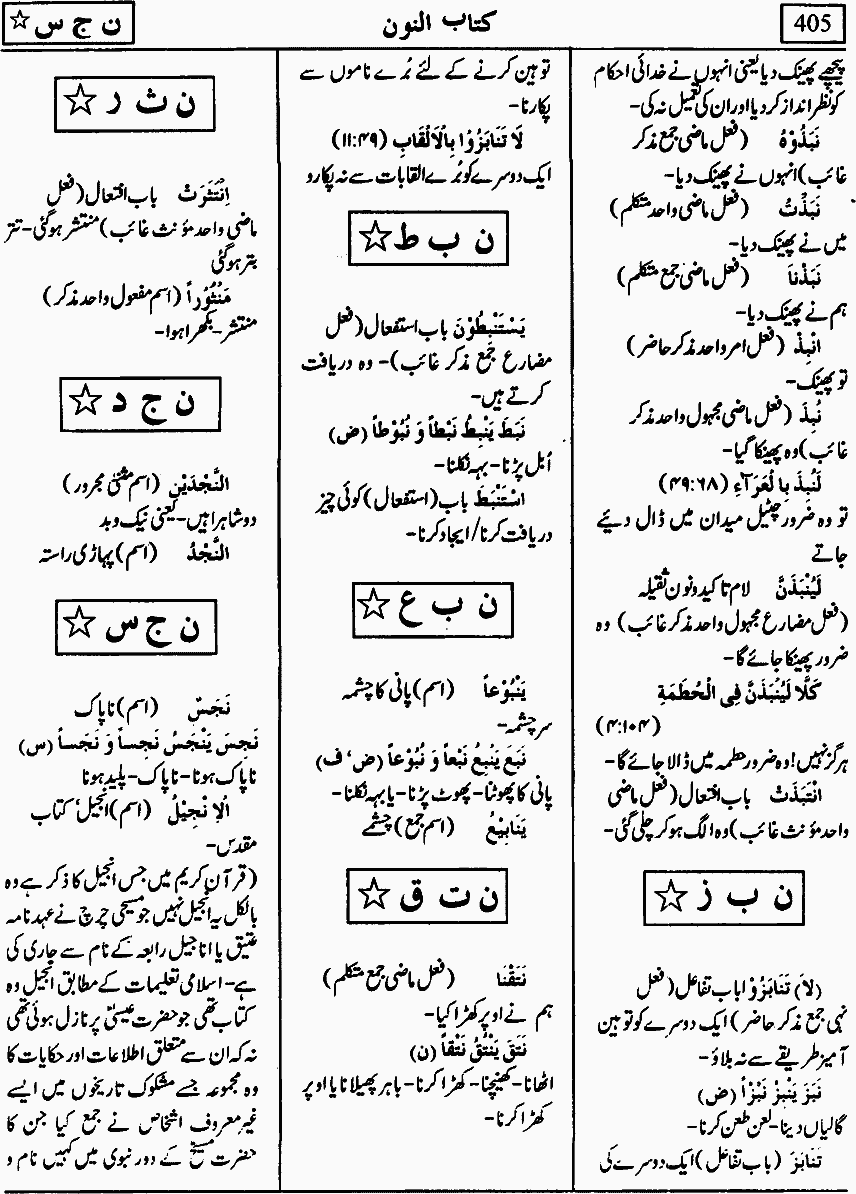 405
کتاب النون
ن ج س ☆
پیچھے پھینک دیا یعنی انہوں نے خدائی احکام
کو نظر انداز کر دیا اور ان کی تعمیل نہ کی-
نَبَذُوْهُ (فعل ماضی جمع مذکر
غائب) انہوں نے پھینک دیا-
نَبَذْتُ (فعل ماضی واحد متکلم)
میں نے پھینک دیا-
نَبَذْنَا (فعل ماضی جمع متکلم)
ہم نے پھینک دیا-
انْبِذْ (فعل امر واحد مذکر حاضر)
تو پھینک-
نُبِذَ (فعل ماضی مجہول واحد مذکر
غائب) وہ پھینکا گیا-
لَنُبِذَ بِا لْعَرَآءِ (۴۹:۶۸)
تو وہ ضرور چٹیل میدان میں ڈال دیئے
جاتے
لَيُنْبَذَنَّ لام تاکید و نون ثقیلہ
(فعل مضارع مجہول واحد مذکر غائب) وہ
ضرور پھینکا جائے گا-
كَلَّا لَيُنْبَذَنَّ فِى الْحُطَمَةِ
(۴:۱۰۴)
ہرگز نہیں! وہ ضرور حطمہ میں ڈالا جائے گا-
انْتَبَذَتْ باب افتعال (فعل ماضی
واحد مؤنث غائب) وہ الگ ہو کر چلی گئی-
ن ب ز ☆
(لَا) تَنَابَزُوْا باب تفاعل (فعل
نہی جمع مذکر حاضر) ایک دوسرے کو توہین
آمیز طریقے سے نہ بلاؤ-
نَبَزَ يَنْبِزُ نَبْزاً (ض)
گالیاں دینا- لعن طعن کرنا-
تَنَابَزَ (باب تفاعل) ایک دوسرے کی
توہین کرنے کے لئے بُرے ناموں سے
پکارنا-
لَا تَنَابَزُوْا بِالْاَلْقَابِ (۱۱:۴۹)
ایک دوسرے کو بُرے القابات سے نہ پکارو
ن ب ط ☆
يَسْتَنْبِطُوْنَ باب استفعال (فعل
مضارع جمع مذکر غائب)- وہ دریافت
کرتے ہیں-
نَبَطَ يَنْبِطُ نَبْطاً وَ نُبُوْطاً (ض)
اُبل پڑنا- بہہ نکلنا-
اسْتَنْبَطَ باب (استفعال) کوئی چیز
دریافت کرنا/ ایجاد کرنا-
ن ب ع ☆
يَنْبُوْعاً (اسم) پانی کا چشمہ
سرچشمہ-
نَبَعَ يَنْبِعُ نَبْعاً وَ نُبُوْعاً (ض، ف)
پانی کا پھوٹنا- پھوٹ پڑنا- یا بہہ نکلنا-
يَنَابِيْعُ (اسم جمع) چشمے
ن ت ق ☆
نَتَقْنَا (فعل ماضی جمع متکلم)
ہم نے اوپر کھڑا کیا-
نَتَقَ يَنْتُقُ نَتْقاً (ن)
اٹھانا- کھینچنا- کھڑا کرنا- باہر پھیلانا یا اوپر
کھڑا کرنا-
ن ث ر ☆
اِنْتَثَرَتْ باب افتعال (فعل
ماضی واحد مؤنث غائب) منتشر ہو گئی- تتر
بتر ہو گئی
مَنْثُوْراً (اسم مفعول واحد مذکر)
منتشر- بکھرا ہوا-
ن ج د ☆
النَّجْدَيْنِ (اسم مثنٰی مجرور)
دو شاہراہیں- یعنی نیک و بد
النَّجْدُ (اسم) پہاڑی راستہ
ن ج س ☆
نَجَسٌ (اسم) ناپاک
نَجِسَ يَنْجَسُ نَجِساً وَ نَجَساً (س)
ناپاک ہونا- ناپاک- پلید ہونا
الْاِنْجِيْلُ (اسم) انجیل، کتاب
مقدس-
(قرآن کریم میں جس انجیل کا ذکر ہے وہ
بالکل یہ انجیل نہیں جو مسیحی چرچ نے عہد نامہ
عتیق یا اناجیل رابعہ کے نام سے جاری کی
ہے- اسلامی تعلیمات کے مطابق انجیل وہ
کتاب تھی جو حضرت عیسیٰؑ پر نازل ہوئی تھی
نہ کہ ان سے متعلق اطلاعات اور حکایات کا
وہ مجموعہ جسے مشکوک تاریخوں میں ایسے
غیر معروف اشخاص نے جمع کیا جن کا
حضرت مسیحؑ کے دور نبوی میں کہیں نام و